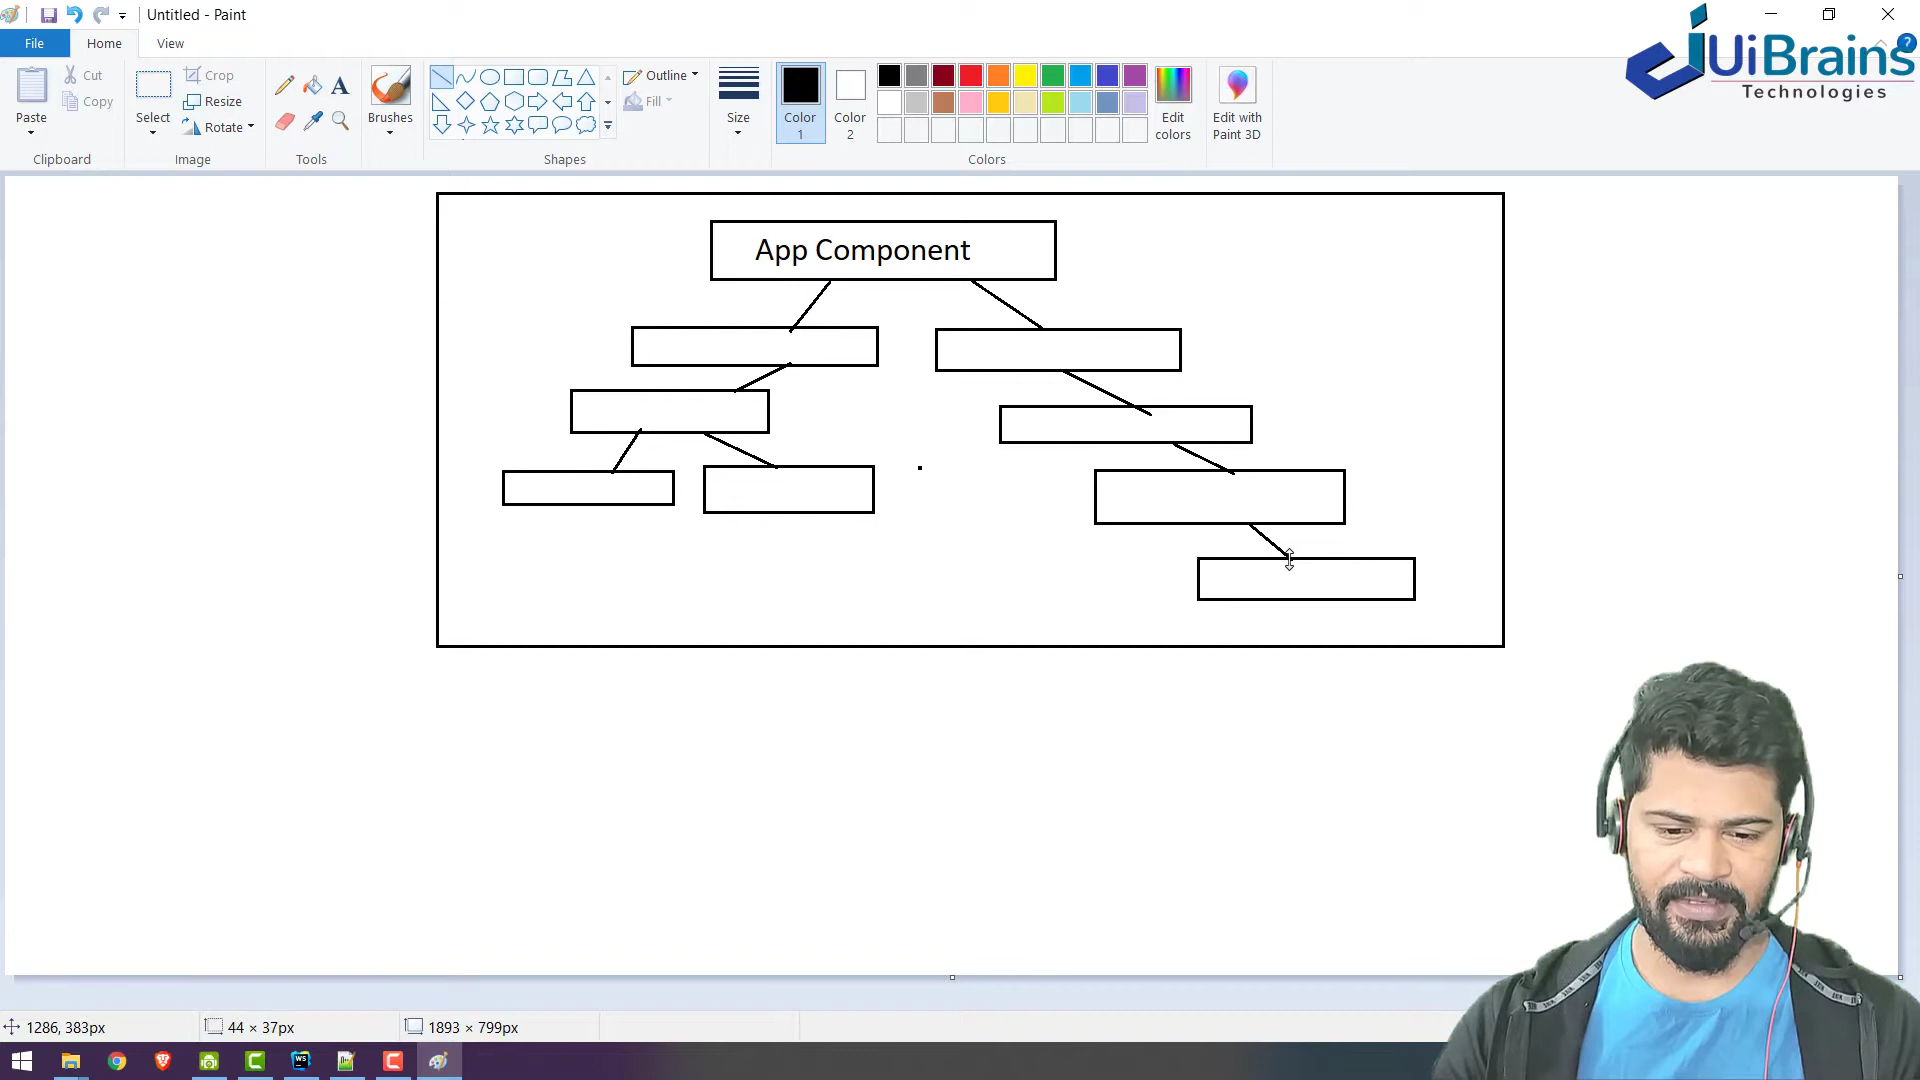 Untitled - Paint
File Home View
Paste
Cut
Copy
Clipboard
Select
Crop
Resize
Rotate
Image
A
Tools
Brushes
Shapes
Outline
Fill
Size
Color 1
Color 2
Colors
Edit colors
Edit with Paint 3D
UiBrains
Technologies
?
App Component
1286, 383px
44 × 37px
1893 × 799px
WS